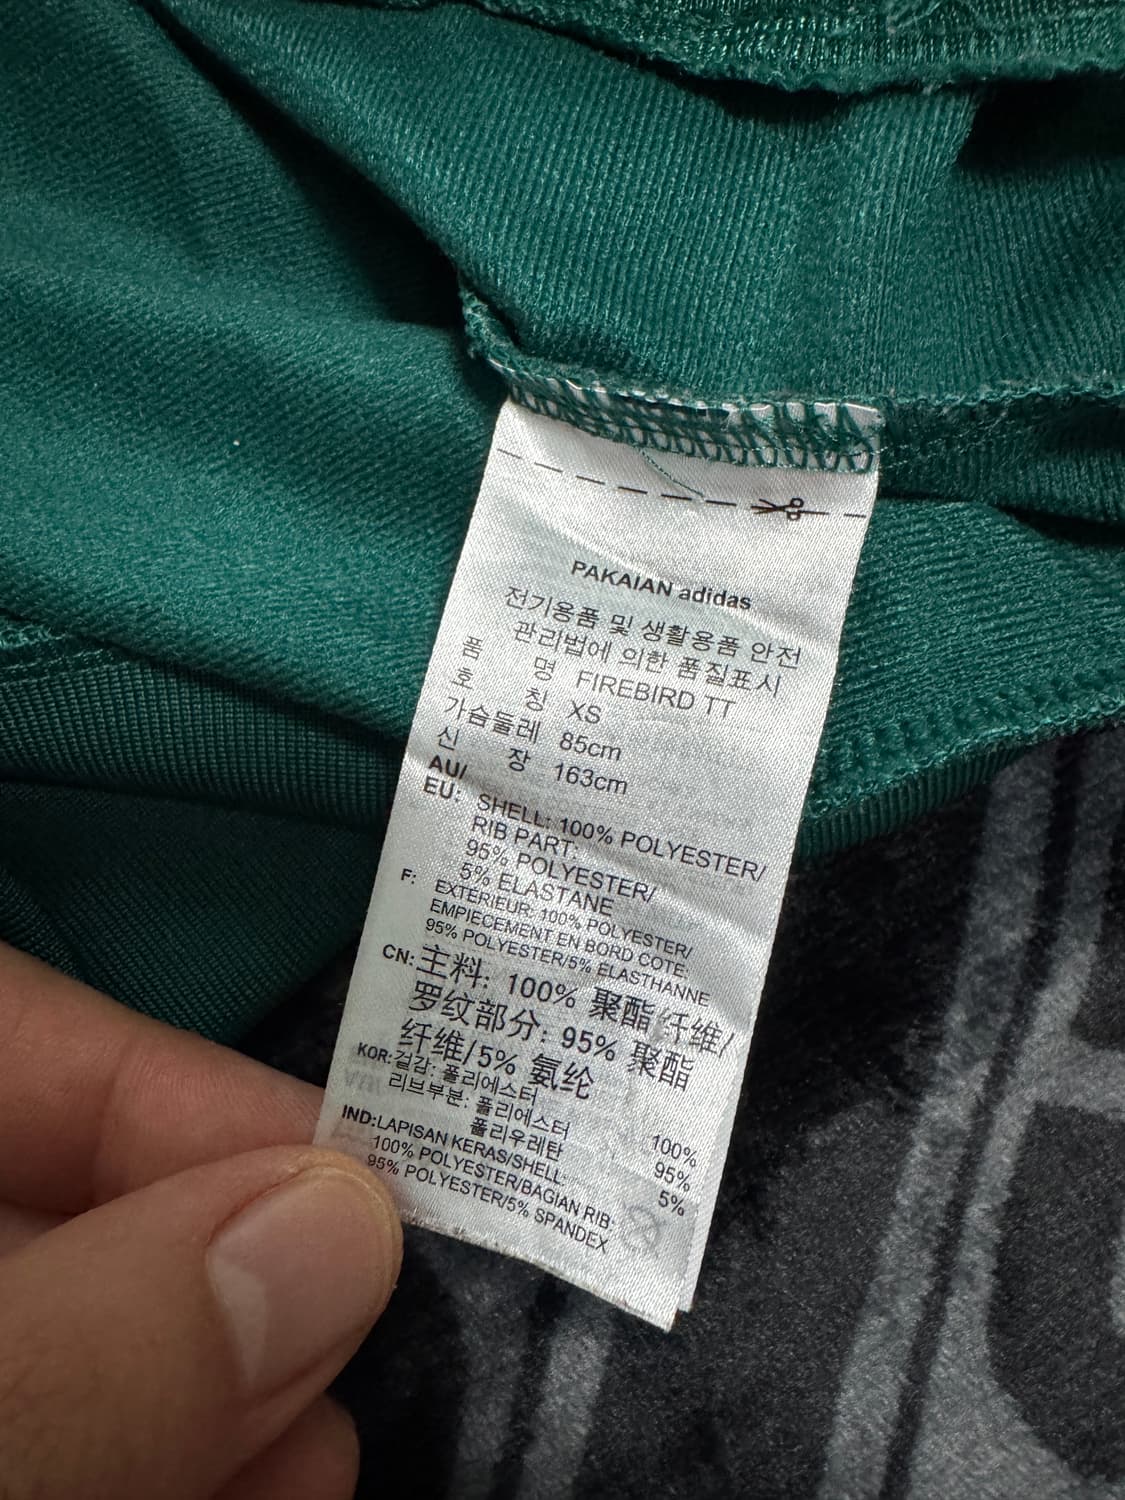 PAKAIAN adidas
전기용품 및 생활용품 안전
관리법에 의한 품질표시
품 명 FIREBIRD TT
호 칭 XS
가슴둘레 85cm
신 장 163cm
AU/
EU: SHELL: 100% POLYESTER/
RIB PART:
95% POLYESTER/
5% ELASTANE
F: EXTERIEUR: 100% POLYESTER/
EMPIECEMENT EN BORD COTE:
95% POLYESTER/5% ELASTHANNE
CN: 主料: 100% 聚酯纤维/
罗纹部分: 95% 聚酯
纤维/5% 氨纶
KOR: 겉감: 폴리에스터 100%
리브부분: 폴리에스터 95%
폴리우레탄 5%
IND: LAPISAN KERAS/SHELL:
100% POLYESTER/BAGIAN RIB:
95% POLYESTER/5% SPANDEX